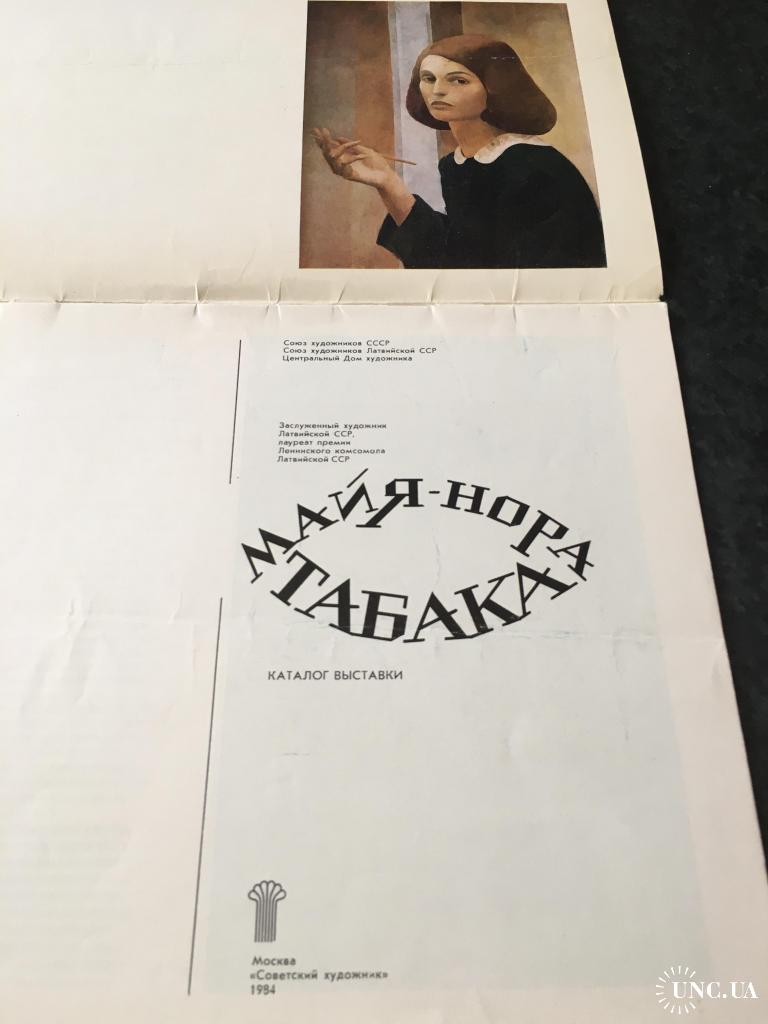 Союз художников СССР
Союз художников Латвийской ССР
Центральный Дом художника
Заслуженный художник
Латвийской ССР,
лауреат премии
Ленинского комсомола
Латвийской ССР
МАЙЯ-НОРА
ТАБАКА
КАТАЛОГ ВЫСТАВКИ
Москва
«Советский художник»
1984
UNC.UA